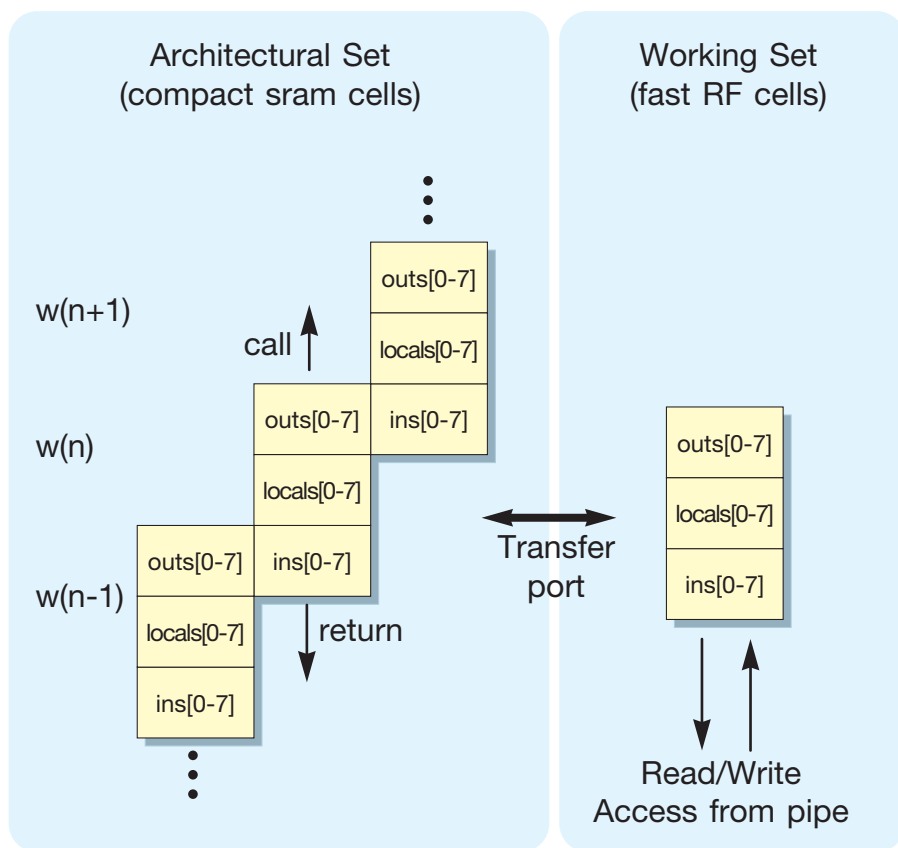 Architectural Set
(compact sram cells)
Working Set
(fast RF cells)
outs[0-7]
w(n+1)
call
locals[0-7]
outs[0-7]
ins[0-7]
w(n)
locals[0-7]
outs[0-7]
ins[0-7]
w(n-1)
locals[0-7]
return
ins[0-7]
Transfer
port
outs[0-7]
locals[0-7]
ins[0-7]
Read/Write
Access from pipe